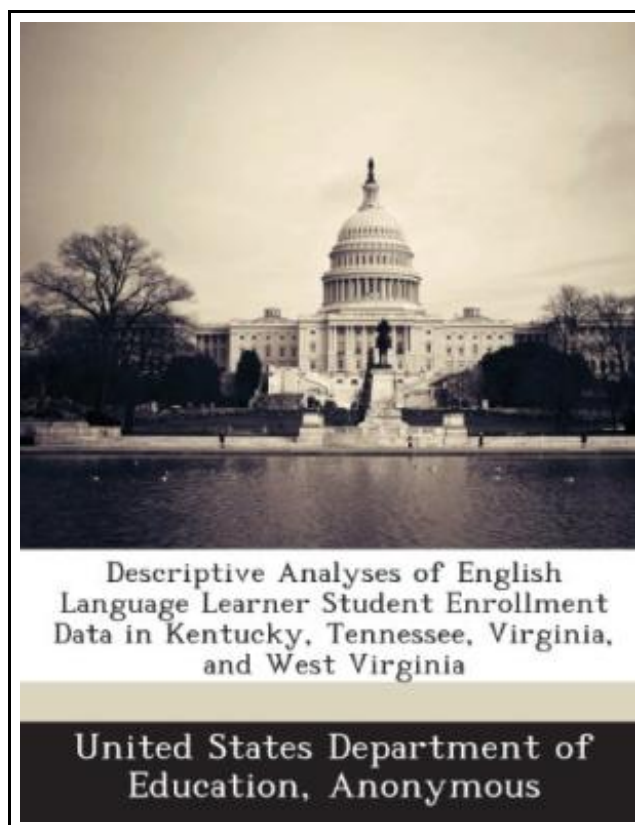 Descriptive Analyses of English
Language Learner Student Enrollment
Data in Kentucky, Tennessee, Virginia,
and West Virginia
United States Department of
Education, Anonymous